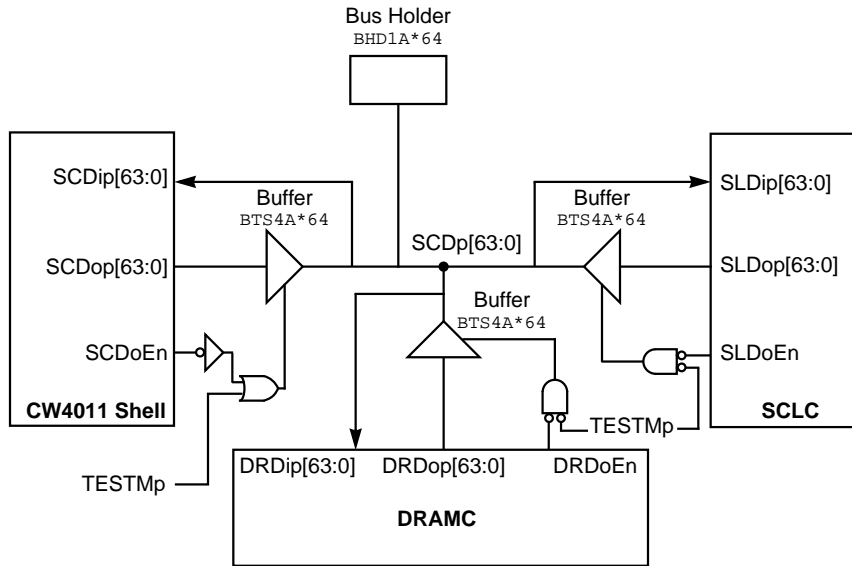 Bus Holder
BHD1A*64
SCDip[63:0]
SLDip[63:0]
Buffer
BTS4A*64
Buffer
BTS4A*64
SCDp[63:0]
SCDop[63:0]
SLDop[63:0]
Buffer
BTS4A*64
SCDoEn
SLDoEn
CW4011 Shell
SCLC
TESTMp
TESTMp
DRDip[63:0]
DRDop[63:0]
DRDoEn
DRAMC